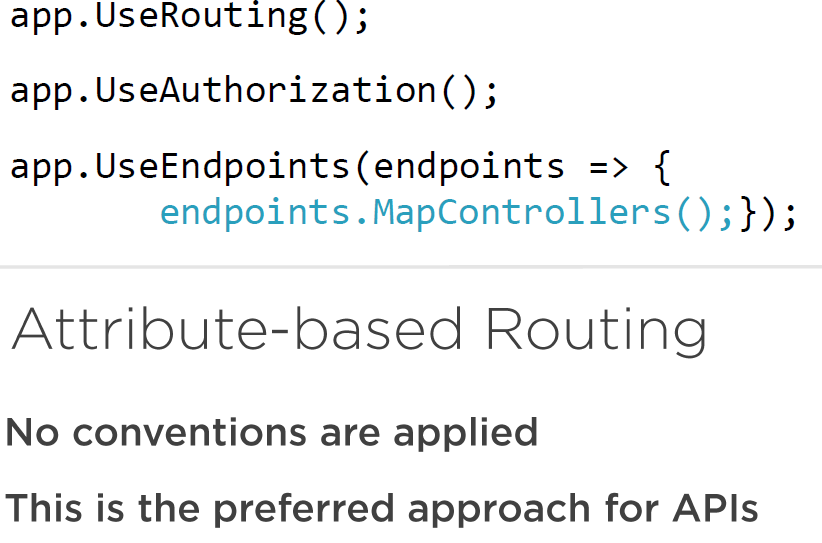 app.UseRouting();
app.UseAuthorization();
app.UseEndpoints(endpoints => {
endpoints.MapControllers();});
Attribute-based Routing
No conventions are applied
This is the preferred approach for APIs